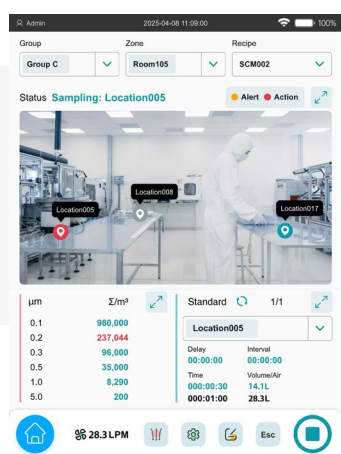 Admin 2025-04-08 11:09:00 100%
Group Zone Recipe
Group C Room105 SCM002
Status Sampling: Location005 Alert Action
Location008
Location005
Location017
µm Σ/m³ Standard 1/1
0.1 980,000
0.2 237,044
0.3 96,000
0.5 35,000
1.0 8,290
5.0 200
Location005
Delay Interval
00:00:00 00:00:00
Time Volume/Air
000:00:30 14.1L
000:01:00 28.3L
28.3 LPM Esc